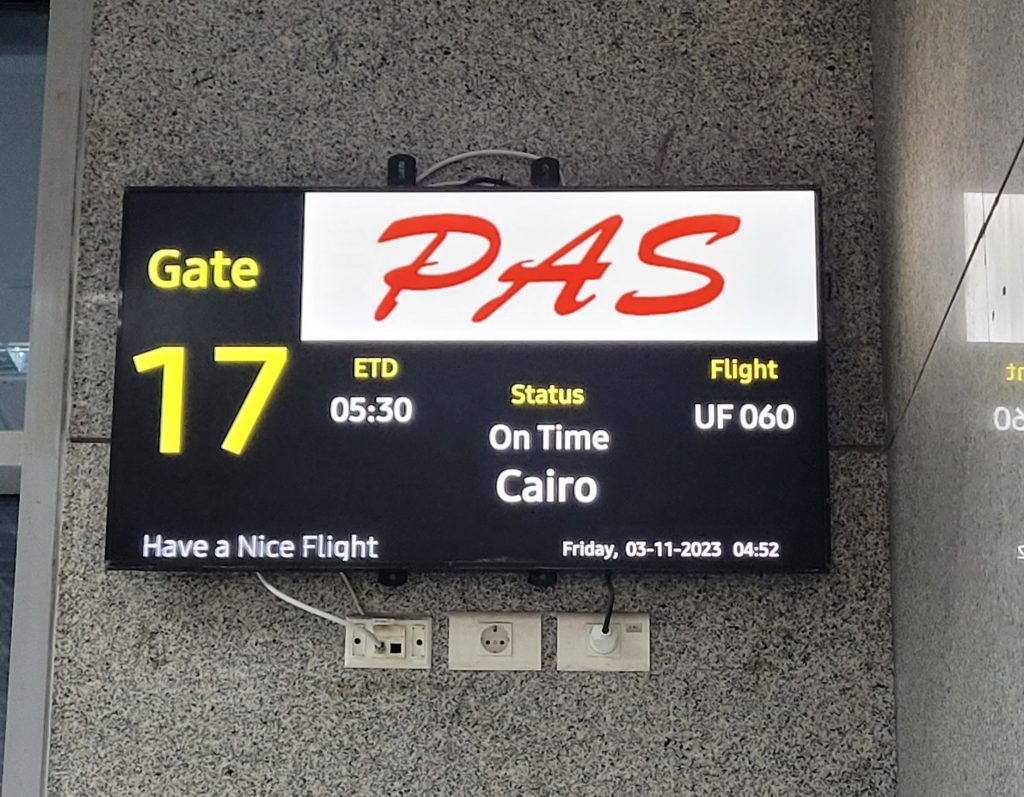 Gate
17
PAS
ETD
05:30
Status
On Time
Cairo
Flight
UF 060
Have a Nice Flight
Friday, 03-11-2023 04:52